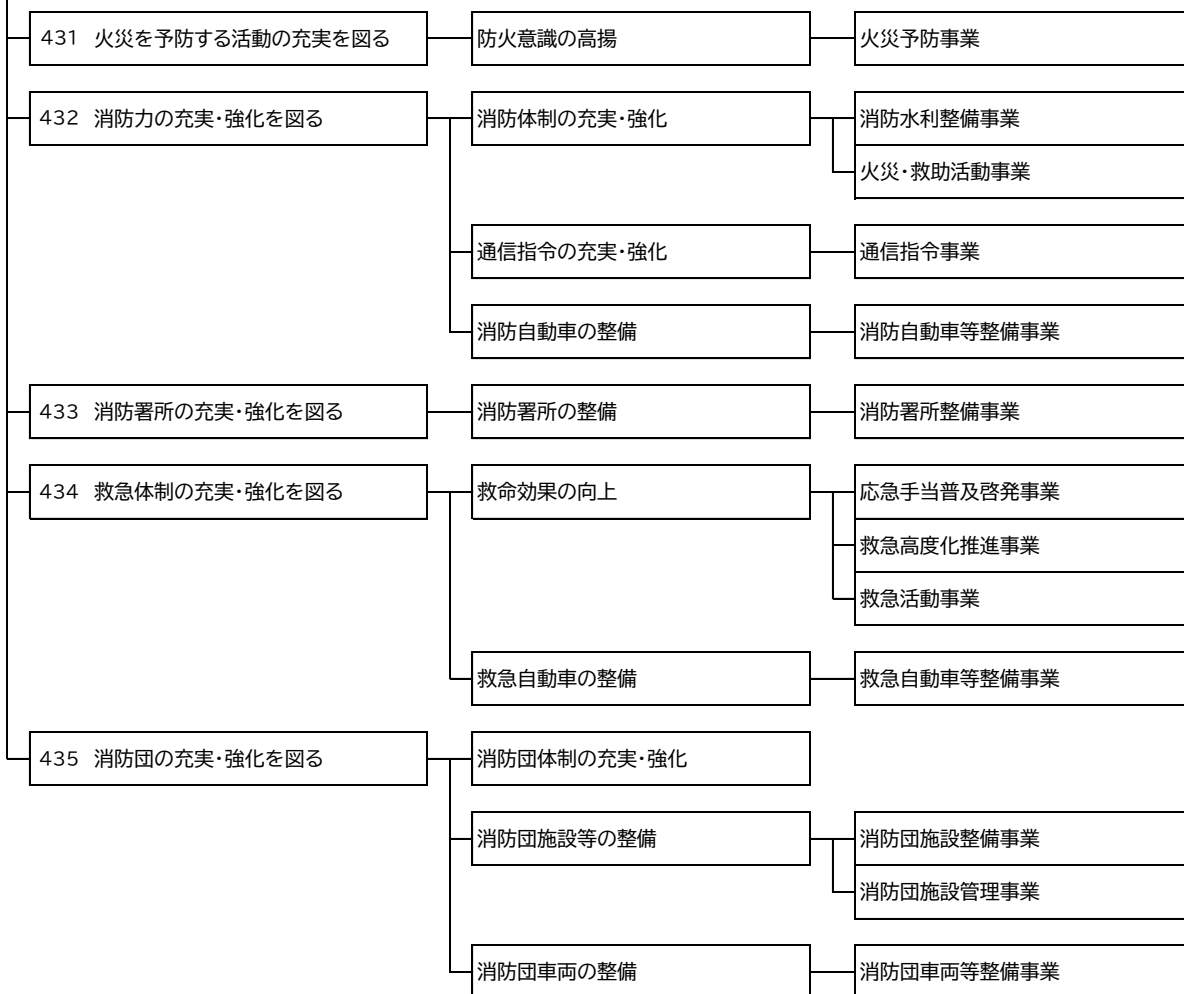 431 火災を予防する活動の充実を図る 防火意識の高揚 火災予防事業
432 消防力の充実・強化を図る 消防体制の充実・強化 消防水利整備事業
火災・救助活動事業
通信指令の充実・強化 通信指令事業
消防自動車の整備 消防自動車等整備事業
433 消防署所の充実・強化を図る 消防署所の整備 消防署所整備事業
434 救急体制の充実・強化を図る 救命効果の向上 応急手当普及啓発事業
救急高度化推進事業
救急活動事業
救急自動車の整備 救急自動車等整備事業
435 消防団の充実・強化を図る 消防団体制の充実・強化
消防団施設等の整備 消防団施設整備事業
消防団施設管理事業
消防団車両の整備 消防団車両等整備事業